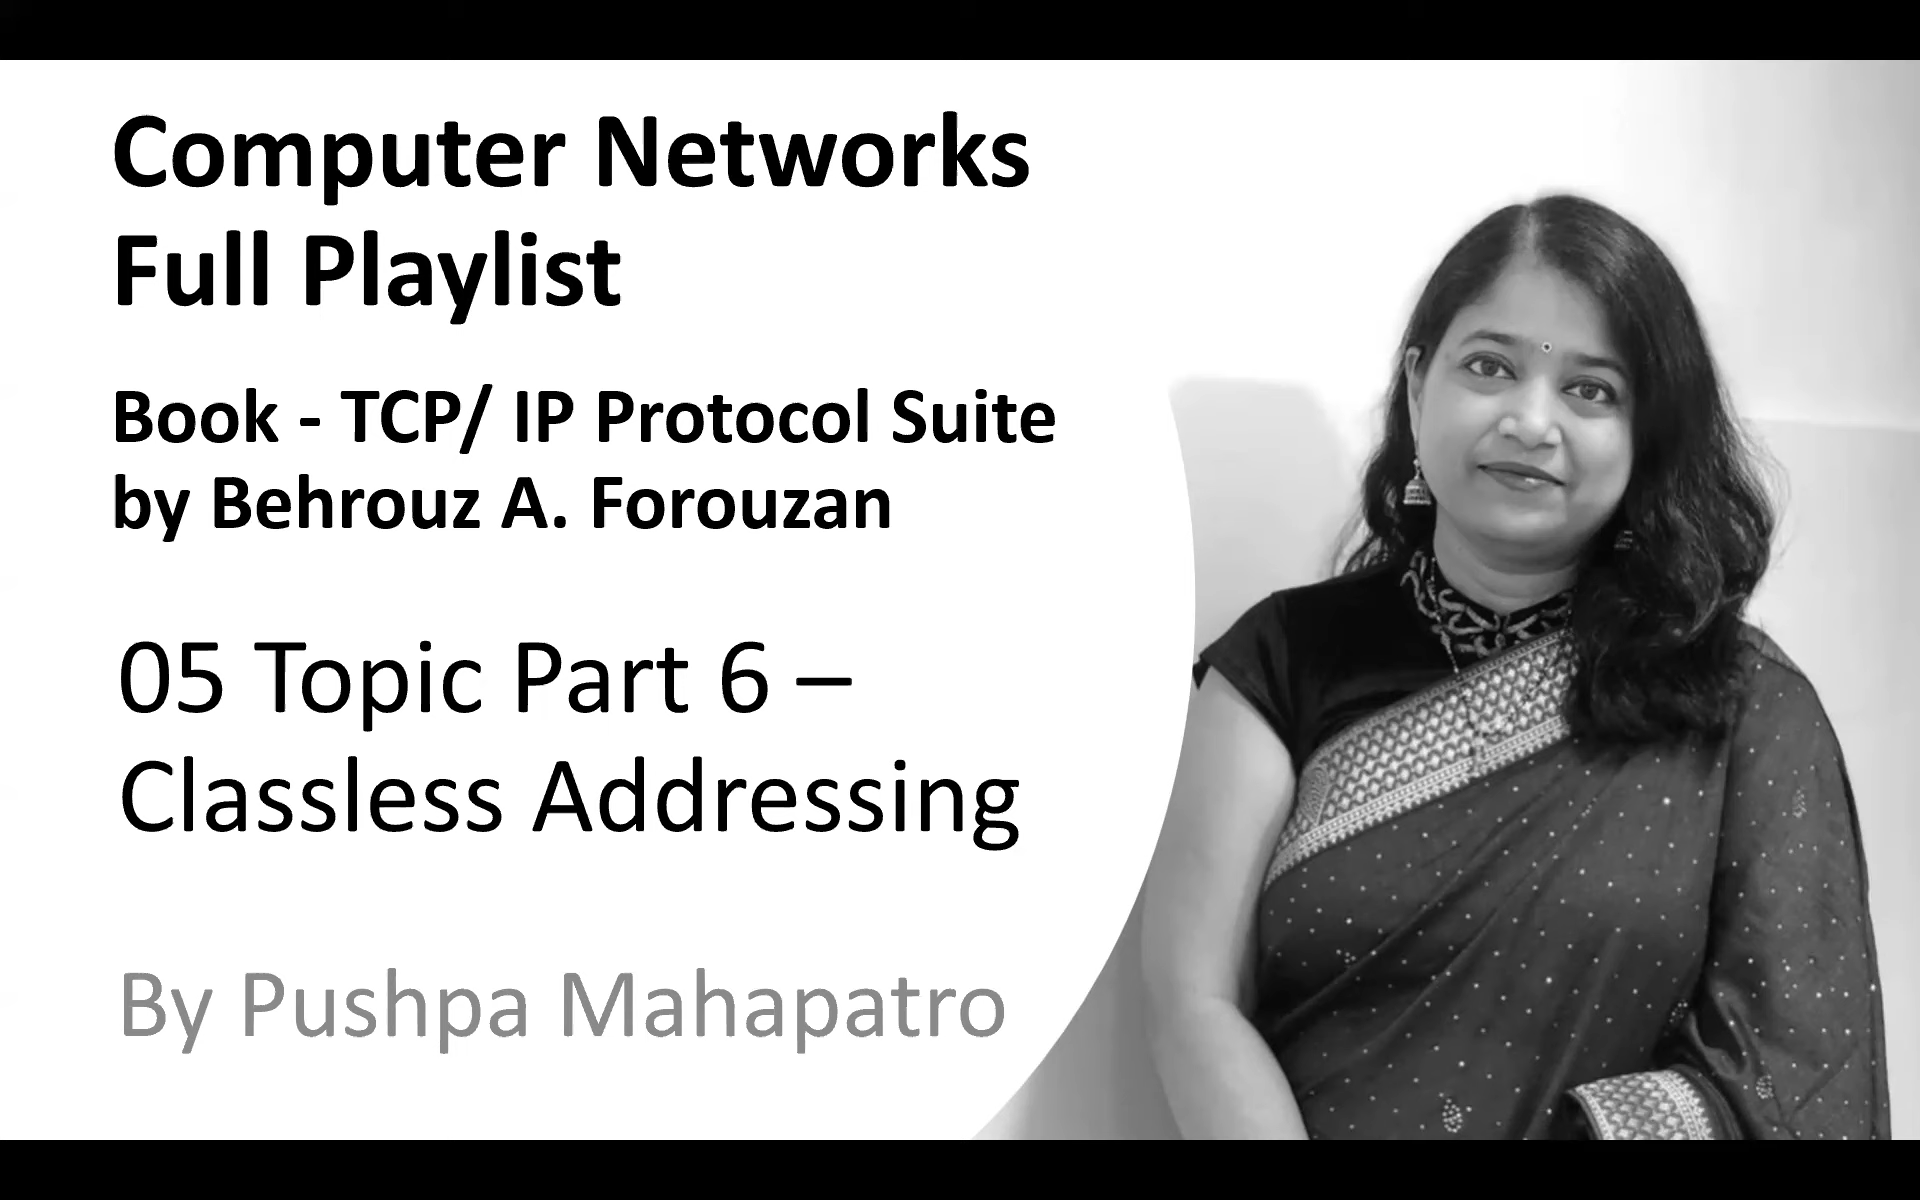 Computer Networks
Full Playlist
Book - TCP/ IP Protocol Suite
by Behrouz A. Forouzan
05 Topic Part 6 –
Classless Addressing
By Pushpa Mahapatro